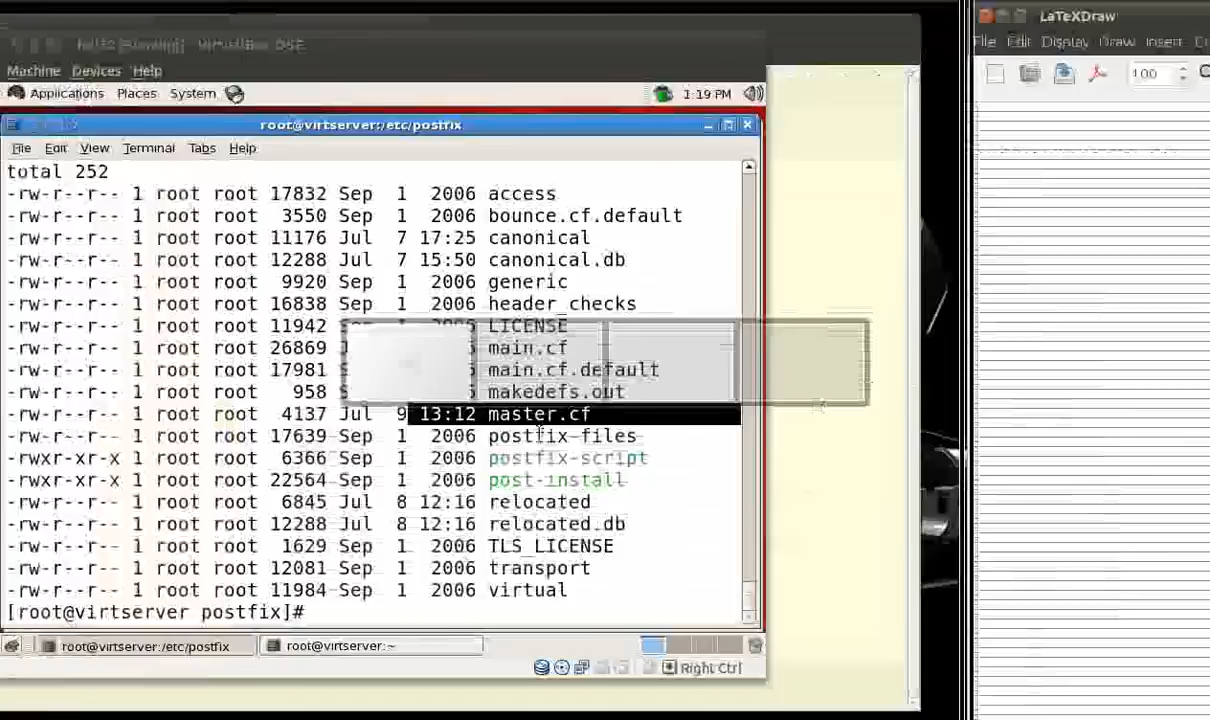 LaTeXDraw
File Edit Display Draw Insert
100
Machine Devices Help
Applications Places System
1:19 PM
root@virtserver:/etc/postfix
File Edit View Terminal Tabs Help
total 252
-rw-r--r-- 1 root root 17832 Sep 1 2006 access
-rw-r--r-- 1 root root 3550 Sep 1 2006 bounce.cf.default
-rw-r--r-- 1 root root 11176 Jul 7 17:25 canonical
-rw-r--r-- 1 root root 12288 Jul 7 15:50 canonical.db
-rw-r--r-- 1 root root 9920 Sep 1 2006 generic
-rw-r--r-- 1 root root 16838 Sep 1 2006 header_checks
-rw-r--r-- 1 root root 11942 LICENSE
-rw-r--r-- 1 root root 26869 main.cf
-rw-r--r-- 1 root root 17981 main.cf.default
-rw-r--r-- 1 root root 958 makedefs.out
-rw-r--r-- 1 root root 4137 Jul 9 13:12 master.cf
-rw-r--r-- 1 root root 17639 Sep 1 2006 postfix-files
-rwxr-xr-x 1 root root 6366 Sep 1 2006 postfix-script
-rwxr-xr-x 1 root root 22564 Sep 1 2006 post-install
-rw-r--r-- 1 root root 6845 Jul 8 12:16 relocated
-rw-r--r-- 1 root root 12288 Jul 8 12:16 relocated.db
-rw-r--r-- 1 root root 1629 Sep 1 2006 TLS_LICENSE
-rw-r--r-- 1 root root 12081 Sep 1 2006 transport
-rw-r--r-- 1 root root 11984 Sep 1 2006 virtual
[root@virtserver postfix]#
root@virtserver:/etc/postfix root@virtserver:~
Right Ctrl